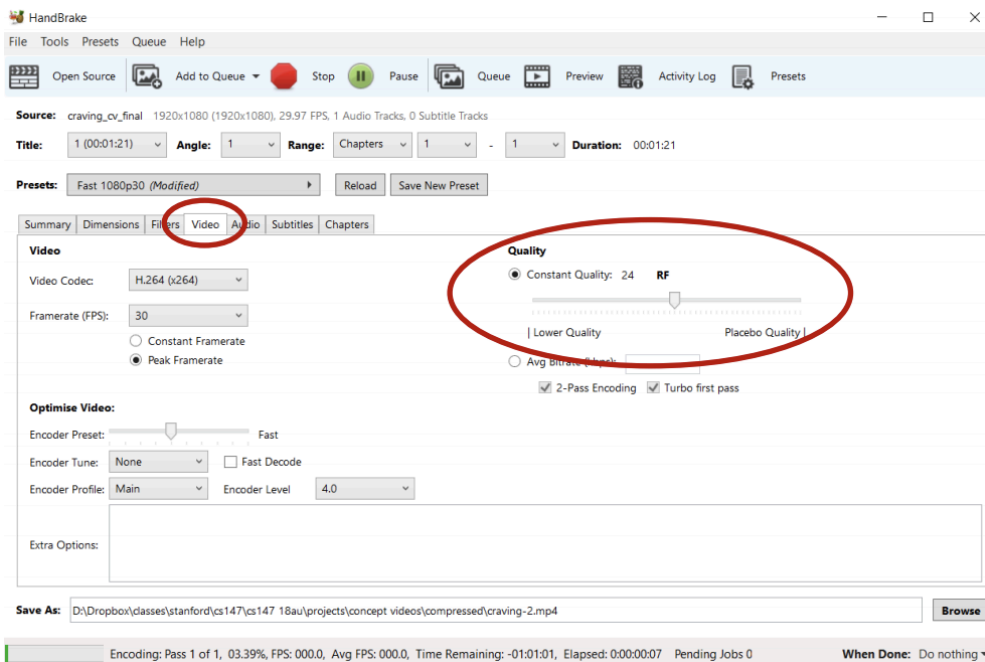 HandBrake
File Tools Presets Queue Help
Open Source Add to Queue Stop Pause Queue Preview Activity Log Presets
Source: craving_cv_final 1920x1080 (1920x1080), 29.97 FPS, 1 Audio Tracks, 0 Subtitle Tracks
Title: 1 (00:01:21) Angle: 1 Range: Chapters 1 - 1 Duration: 00:01:21
Presets: Fast 1080p30 (Modified) Reload Save New Preset
Summary Dimensions Filters Video Audio Subtitles Chapters
Video
Video Codec: H.264 (x264)
Framerate (FPS): 30
Constant Framerate
Peak Framerate
Quality
Constant Quality: 24 RF
| Lower Quality Placebo Quality |
Avg Bitrate (kbps):
2-Pass Encoding Turbo first pass
Optimise Video:
Encoder Preset: Fast
Encoder Tune: None Fast Decode
Encoder Profile: Main Encoder Level 4.0
Extra Options:
Save As: D:\Dropbox\classes\stanford\cs147\cs147 18au\projects\concept videos\compressed\craving-2.mp4 Browse
Encoding: Pass 1 of 1, 03.39%, FPS: 000.0, Avg FPS: 000.0, Time Remaining: -01:01:01, Elapsed: 0:00:00:07 Pending Jobs 0 When Done: Do nothing